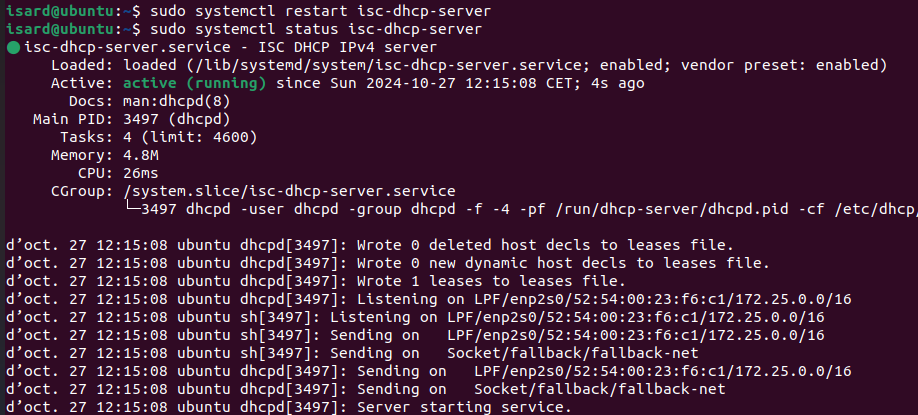 isard@ubuntu:~$ sudo systemctl restart isc-dhcp-server
isard@ubuntu:~$ sudo systemctl status isc-dhcp-server
● isc-dhcp-server.service - ISC DHCP IPv4 server
     Loaded: loaded (/lib/systemd/system/isc-dhcp-server.service; enabled; vendor preset: enabled)
     Active: active (running) since Sun 2024-10-27 12:15:08 CET; 4s ago
       Docs: man:dhcpd(8)
   Main PID: 3497 (dhcpd)
      Tasks: 4 (limit: 4600)
     Memory: 4.8M
        CPU: 26ms
     CGroup: /system.slice/isc-dhcp-server.service
             └─3497 dhcpd -user dhcpd -group dhcpd -f -4 -pf /run/dhcp-server/dhcpd.pid -cf /etc/dhcp/
d’oct. 27 12:15:08 ubuntu dhcpd[3497]: Wrote 0 deleted host decls to leases file.
d’oct. 27 12:15:08 ubuntu dhcpd[3497]: Wrote 0 new dynamic host decls to leases file.
d’oct. 27 12:15:08 ubuntu dhcpd[3497]: Wrote 1 leases to leases file.
d’oct. 27 12:15:08 ubuntu dhcpd[3497]: Listening on LPF/enp2s0/52:54:00:23:f6:c1/172.25.0.0/16
d’oct. 27 12:15:08 ubuntu sh[3497]: Listening on LPF/enp2s0/52:54:00:23:f6:c1/172.25.0.0/16
d’oct. 27 12:15:08 ubuntu sh[3497]: Sending on   LPF/enp2s0/52:54:00:23:f6:c1/172.25.0.0/16
d’oct. 27 12:15:08 ubuntu sh[3497]: Sending on   Socket/fallback/fallback-net
d’oct. 27 12:15:08 ubuntu dhcpd[3497]: Sending on   LPF/enp2s0/52:54:00:23:f6:c1/172.25.0.0/16
d’oct. 27 12:15:08 ubuntu dhcpd[3497]: Sending on   Socket/fallback/fallback-net
d’oct. 27 12:15:08 ubuntu dhcpd[3497]: Server starting service.